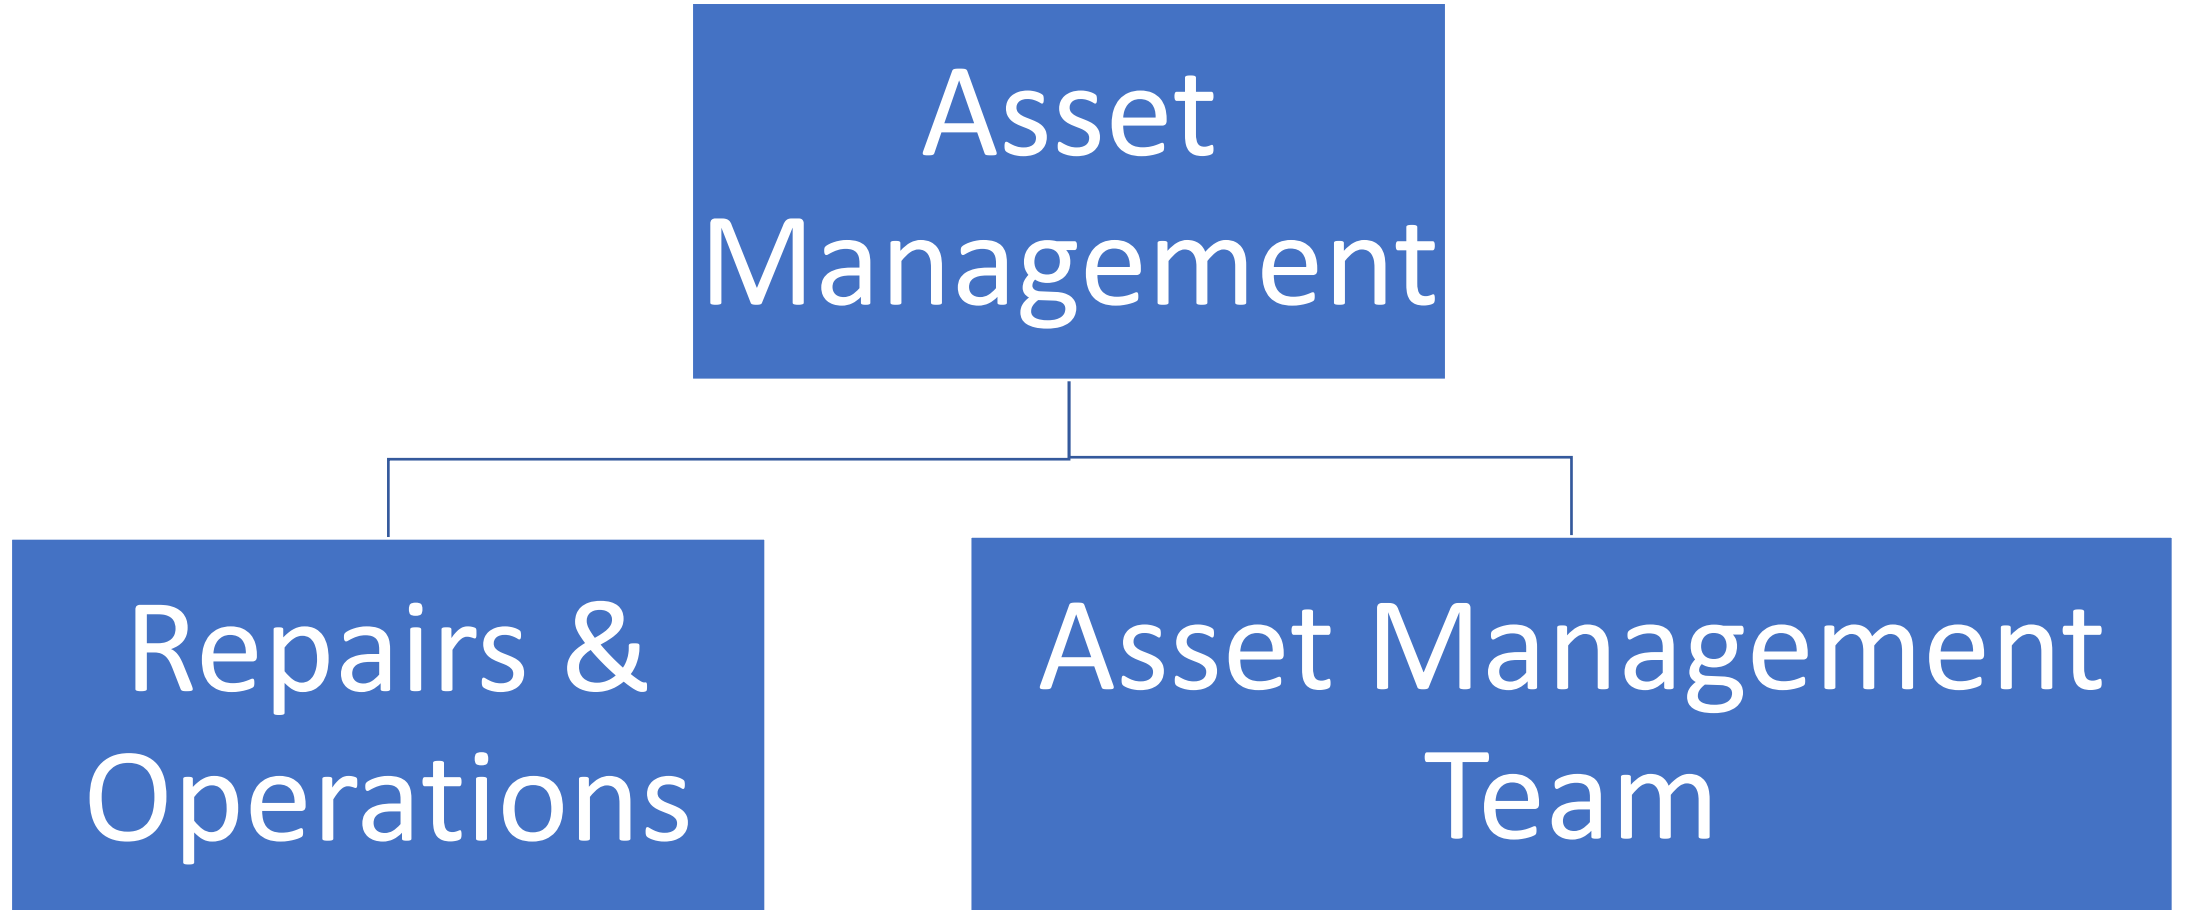 Asset
Management
Repairs &
Operations
Asset Management
Team